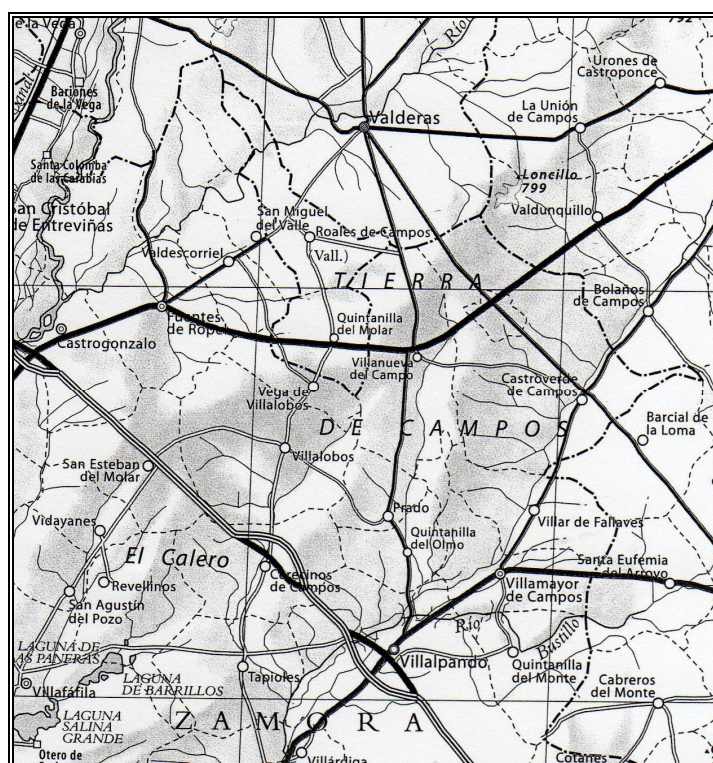 792
de la Vega
Río
Urones de
Castroponce
Canal
Bariones
de la Vega
La Unión
de Campos
Valderas
Santa Colomba
de las Carabias
Loncillo
799
San Cristóbal
de Entreviñas
San Miguel
del Valle
Roales de Campos
(Vall.)
Valdunquillo
Valdescorriel
TIERRA
Bolaños
de Campos
Fuentes
de Ropel
Quintanilla
del Molar
Castrogonzalo
Villanueva
del Campo
Vega de
Villalobos
Castroverde
de Campos
DE CAMPOS
Barcial de
la Loma
Villalobos
San Esteban
del Molar
Prado
Villar de Fallaves
Vidayanes
Quintanilla
del Olmo
El Calero
Santa Eufemia
del Arroyo
Cerecinos
de Campos
Revellinos
Villamayor
de Campos
San Agustín
del Pozo
Río
Bustillo
LAGUNA DE
LAS PANERAS
Villalpando
Quintanilla
del Monte
Tapioles
LAGUNA
DE BARRILLOS
Villafáfila
Cabreros
del Monte
LAGUNA
SALINA
GRANDE
ZAMORA
Otero de
Villárdiga
Cotanes